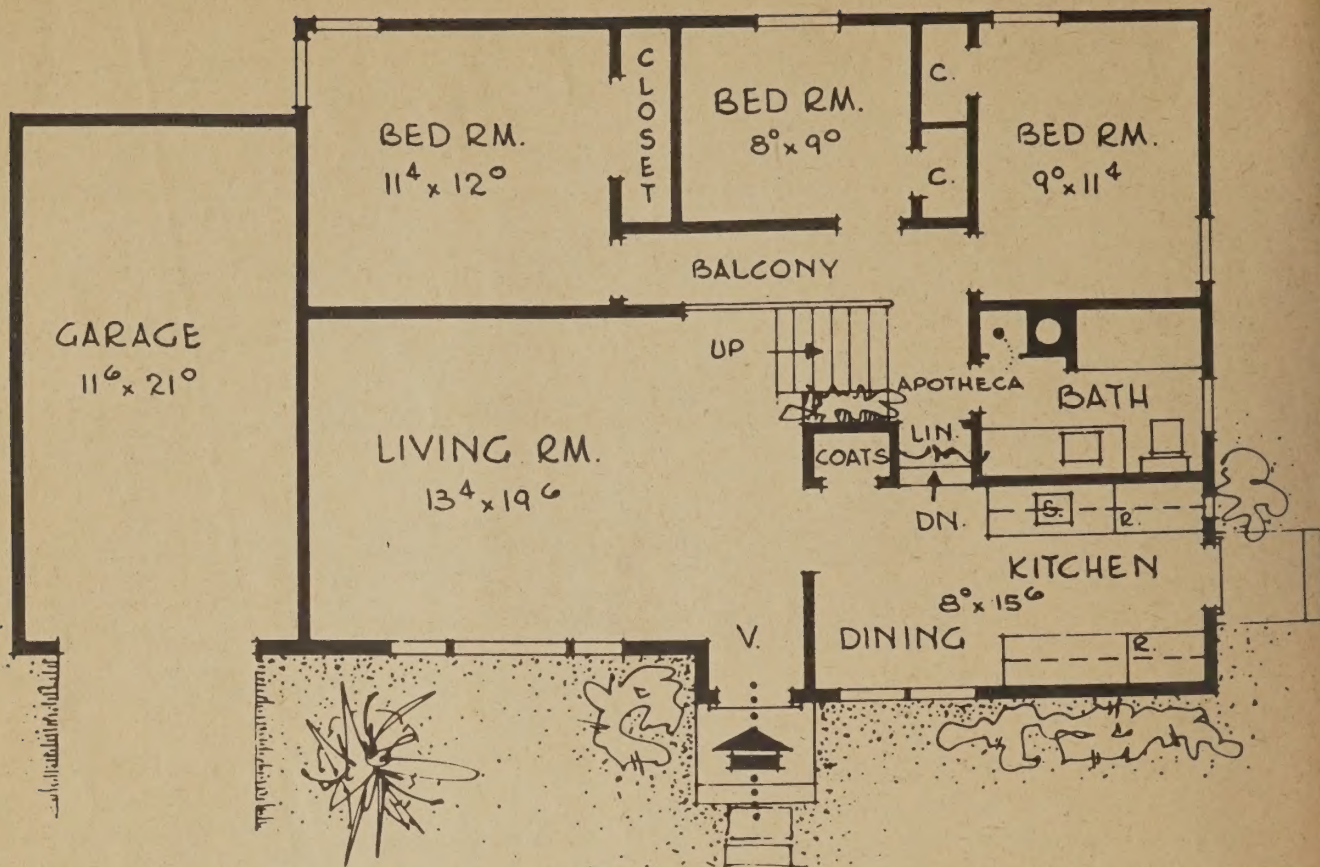 CLOSET
C.
BED RM.
8⁰ x 9⁰
BED RM.
11⁴ x 12⁰
BED RM.
9⁰ x 11⁴
C.
BALCONY
GARAGE
11⁶ x 21⁰
UP
APOTHECA
BATH
LIVING RM.
13⁴ x 19⁶
COATS
LIN.
DN.
S.
R.
KITCHEN
8⁰ x 15⁶
V.
DINING
R.